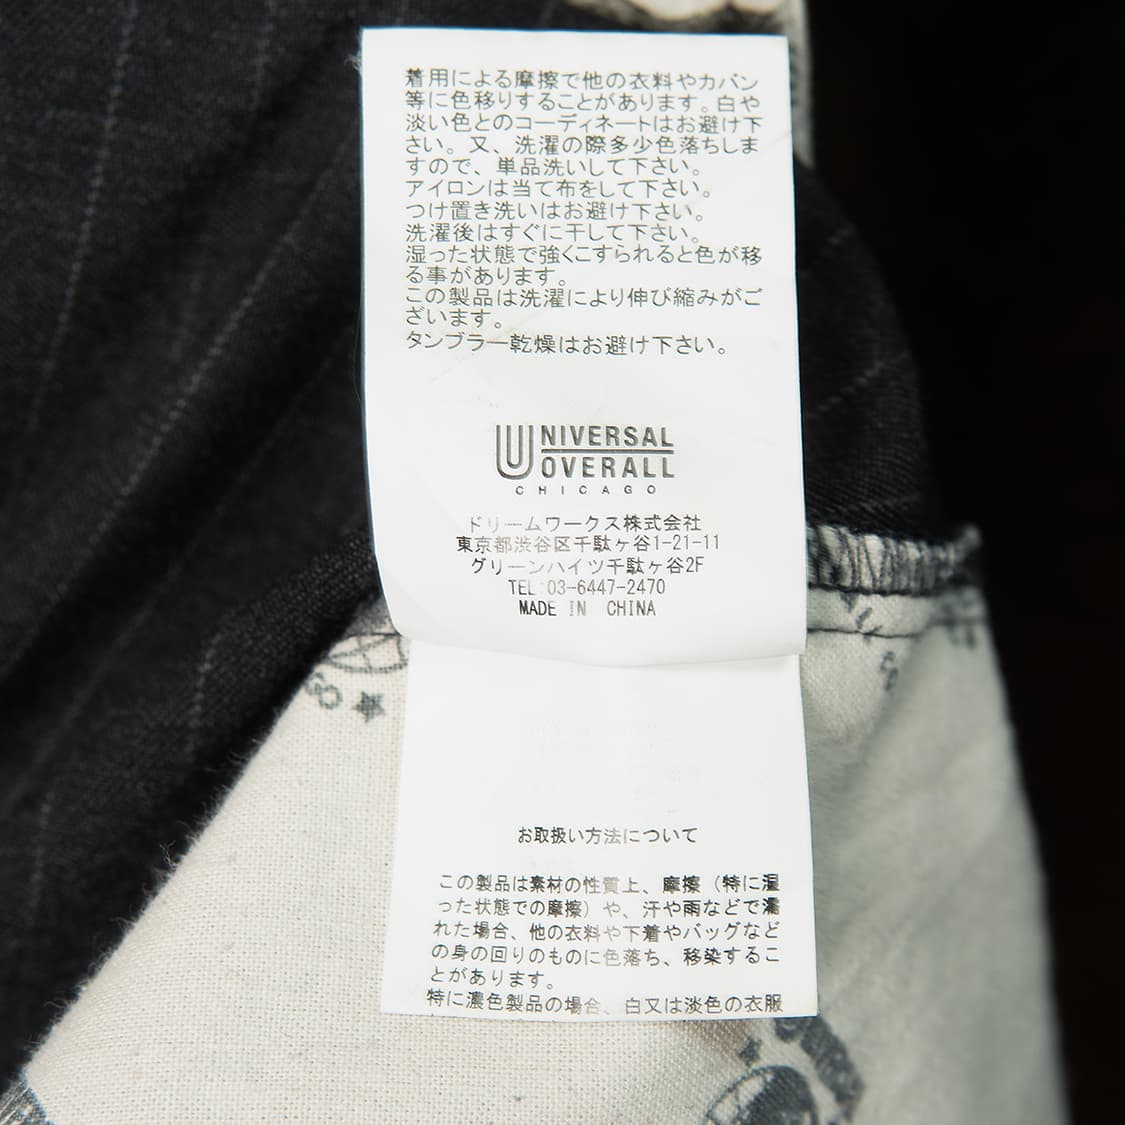 着用による摩擦で他の衣料やカバン
等に色移りすることがあります。白や
淡い色とのコーディネートはお避け下
さい。又、洗濯の際多少色落ちしま
すので、単品洗いして下さい。
アイロンは当て布をして下さい。
つけ置き洗いはお避け下さい。
洗濯後はすぐに干して下さい。
湿った状態で強くこすられると色が移
る事があります。
この製品は洗濯により伸び縮みがご
ざいます。
タンブラー乾燥はお避け下さい。
UNIVERSAL
OVERALL
CHICAGO
ドリームワークス株式会社
東京都渋谷区千駄ヶ谷1-21-11
グリーンハイツ千駄ヶ谷2F
TEL:03-6447-2470
MADE IN CHINA
お取扱い方法について
この製品は素材の性質上、摩擦（特に湿
った状態での摩擦）や、汗や雨などで濡
れた場合、他の衣料や下着やバッグなど
の身の回りのものに色落ち、移染するこ
とがあります。
特に濃色製品の場合、白又は淡色の衣服